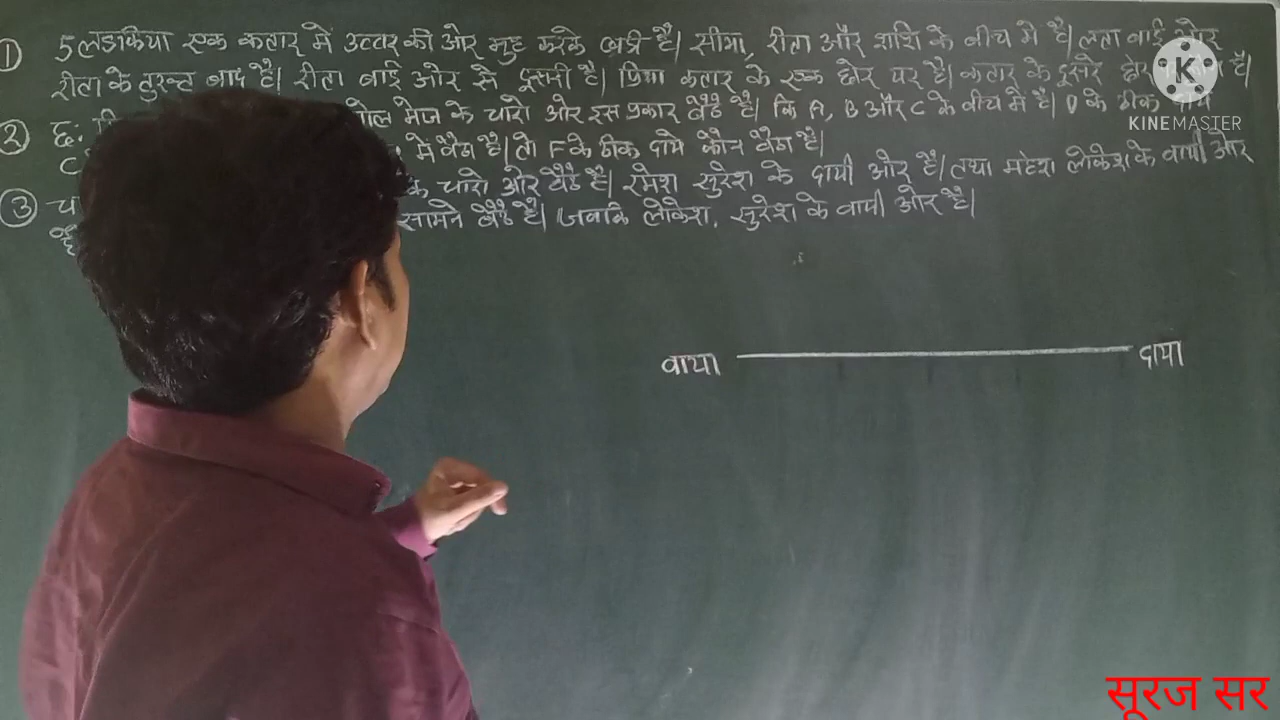 ① 5 लडकिया एक कतार में उत्तर की ओर मुह करके खड़ी है। सीमा, रीता और शशि के बीच में है। लता बाई ओर
रीता के तुरन्त बाद है। रीता बाई ओर से दूसरी है। प्रिया कतार के एक छोर पर है। कतार के दूसरे छोर है।
② छः गोल मेज के चारो ओर इस प्रकार बैठे है। कि A, B और C के बीच में है। D के ठीक
C में बैठा है। तो F के ठीक दाये कौन बैठा है।
③ के चारो ओर बैठे है। रमेश सुरेश के दायी ओर है। तथा महेश लोकेश के बायी ओर
है सामने बैठे है। जबकि लोकेश, सुरेश के बायी ओर है।
KINEMASTER
बाया दाया
सूरज सर